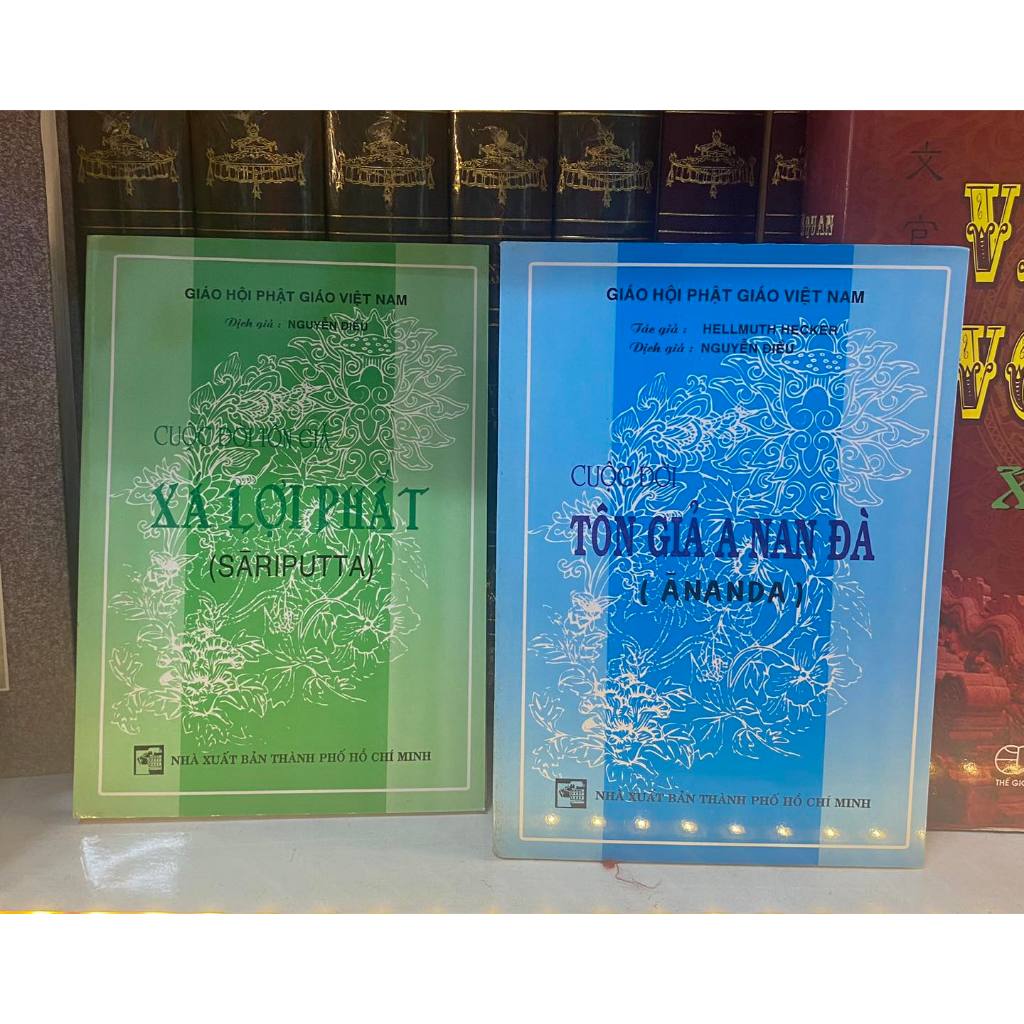 GIÁO HỘI PHẬT GIÁO VIỆT NAM
Dịch giả : NGUYỄN ĐIỀU
CUỘC ĐỜI TÔN GIẢ
XÁ LỢI PHẤT
(SĀRIPUTTA)
NHÀ XUẤT BẢN THÀNH PHỐ HỒ CHÍ MINH
GIÁO HỘI PHẬT GIÁO VIỆT NAM
Tác giả : HELLMUTH HECKER
Dịch giả : NGUYỄN ĐIỀU
CUỘC ĐỜI
TÔN GIẢ A NAN ĐÀ
( ĀNANDA )
NHÀ XUẤT BẢN THÀNH PHỐ HỒ CHÍ MINH
文
官